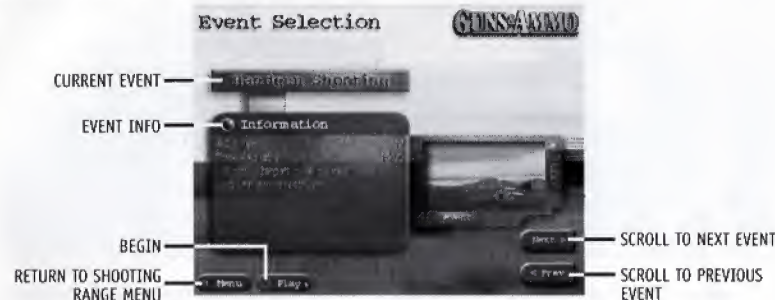 Event Selection
GUNS & AMMO
CURRENT EVENT
Handgun Shooting
EVENT INFO
Information
BEGIN
Next >
SCROLL TO NEXT EVENT
RETURN TO SHOOTING
RANGE MENU
< Menu
Play >
< Prev
SCROLL TO PREVIOUS
EVENT